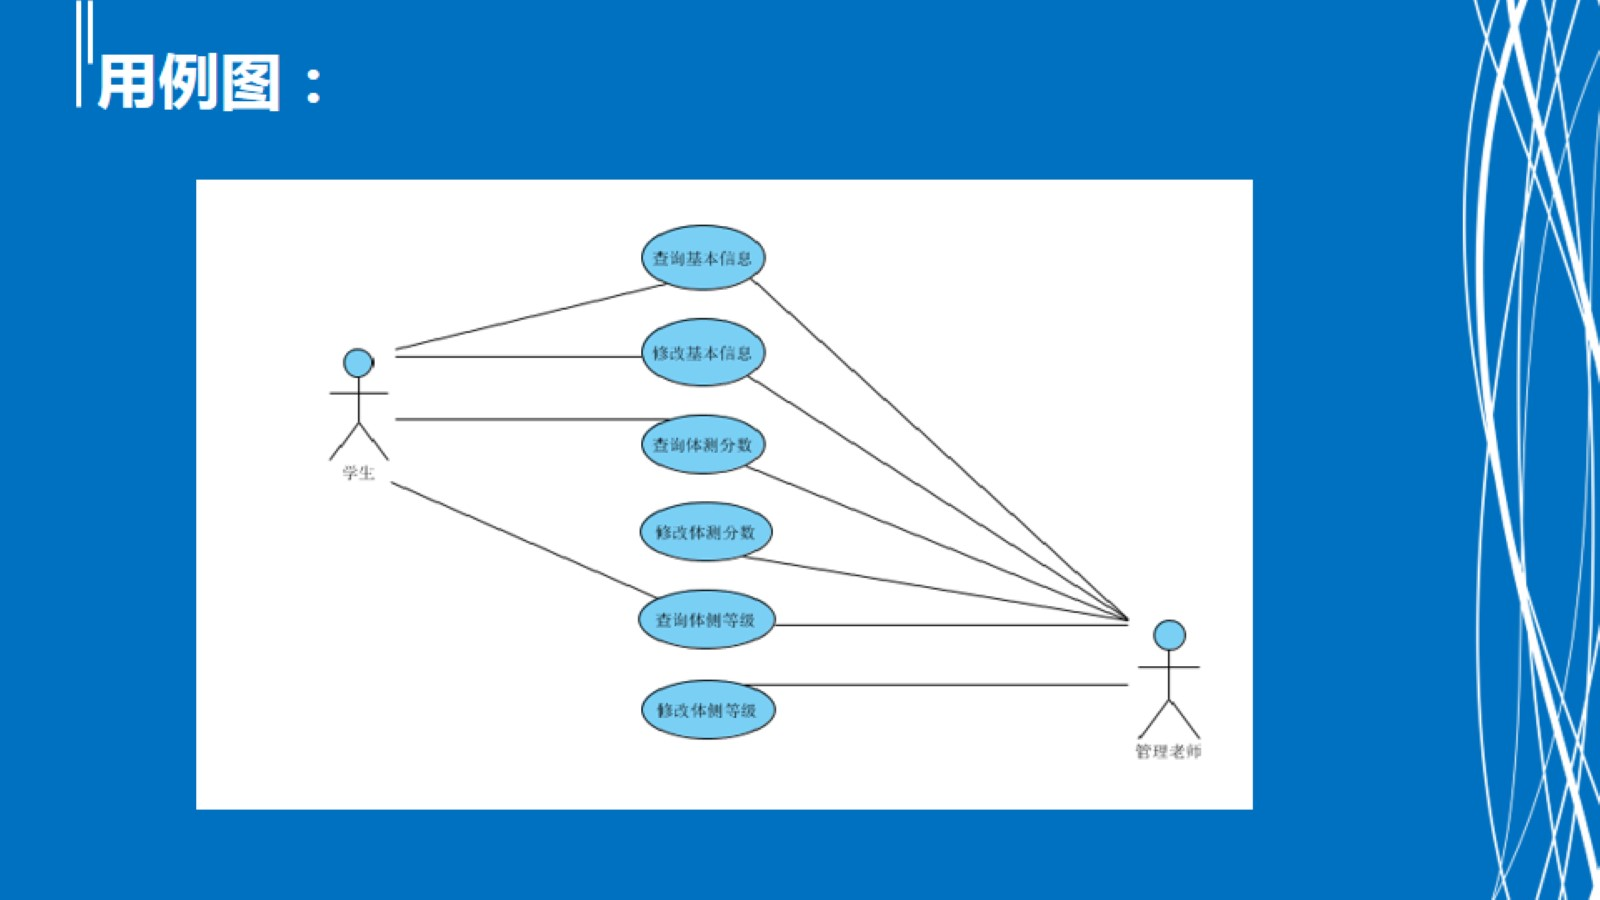 用例图：
查询基本信息
修改基本信息
查询体测分数
学生
修改体测分数
查询体侧等级
修改体侧等级
管理老师